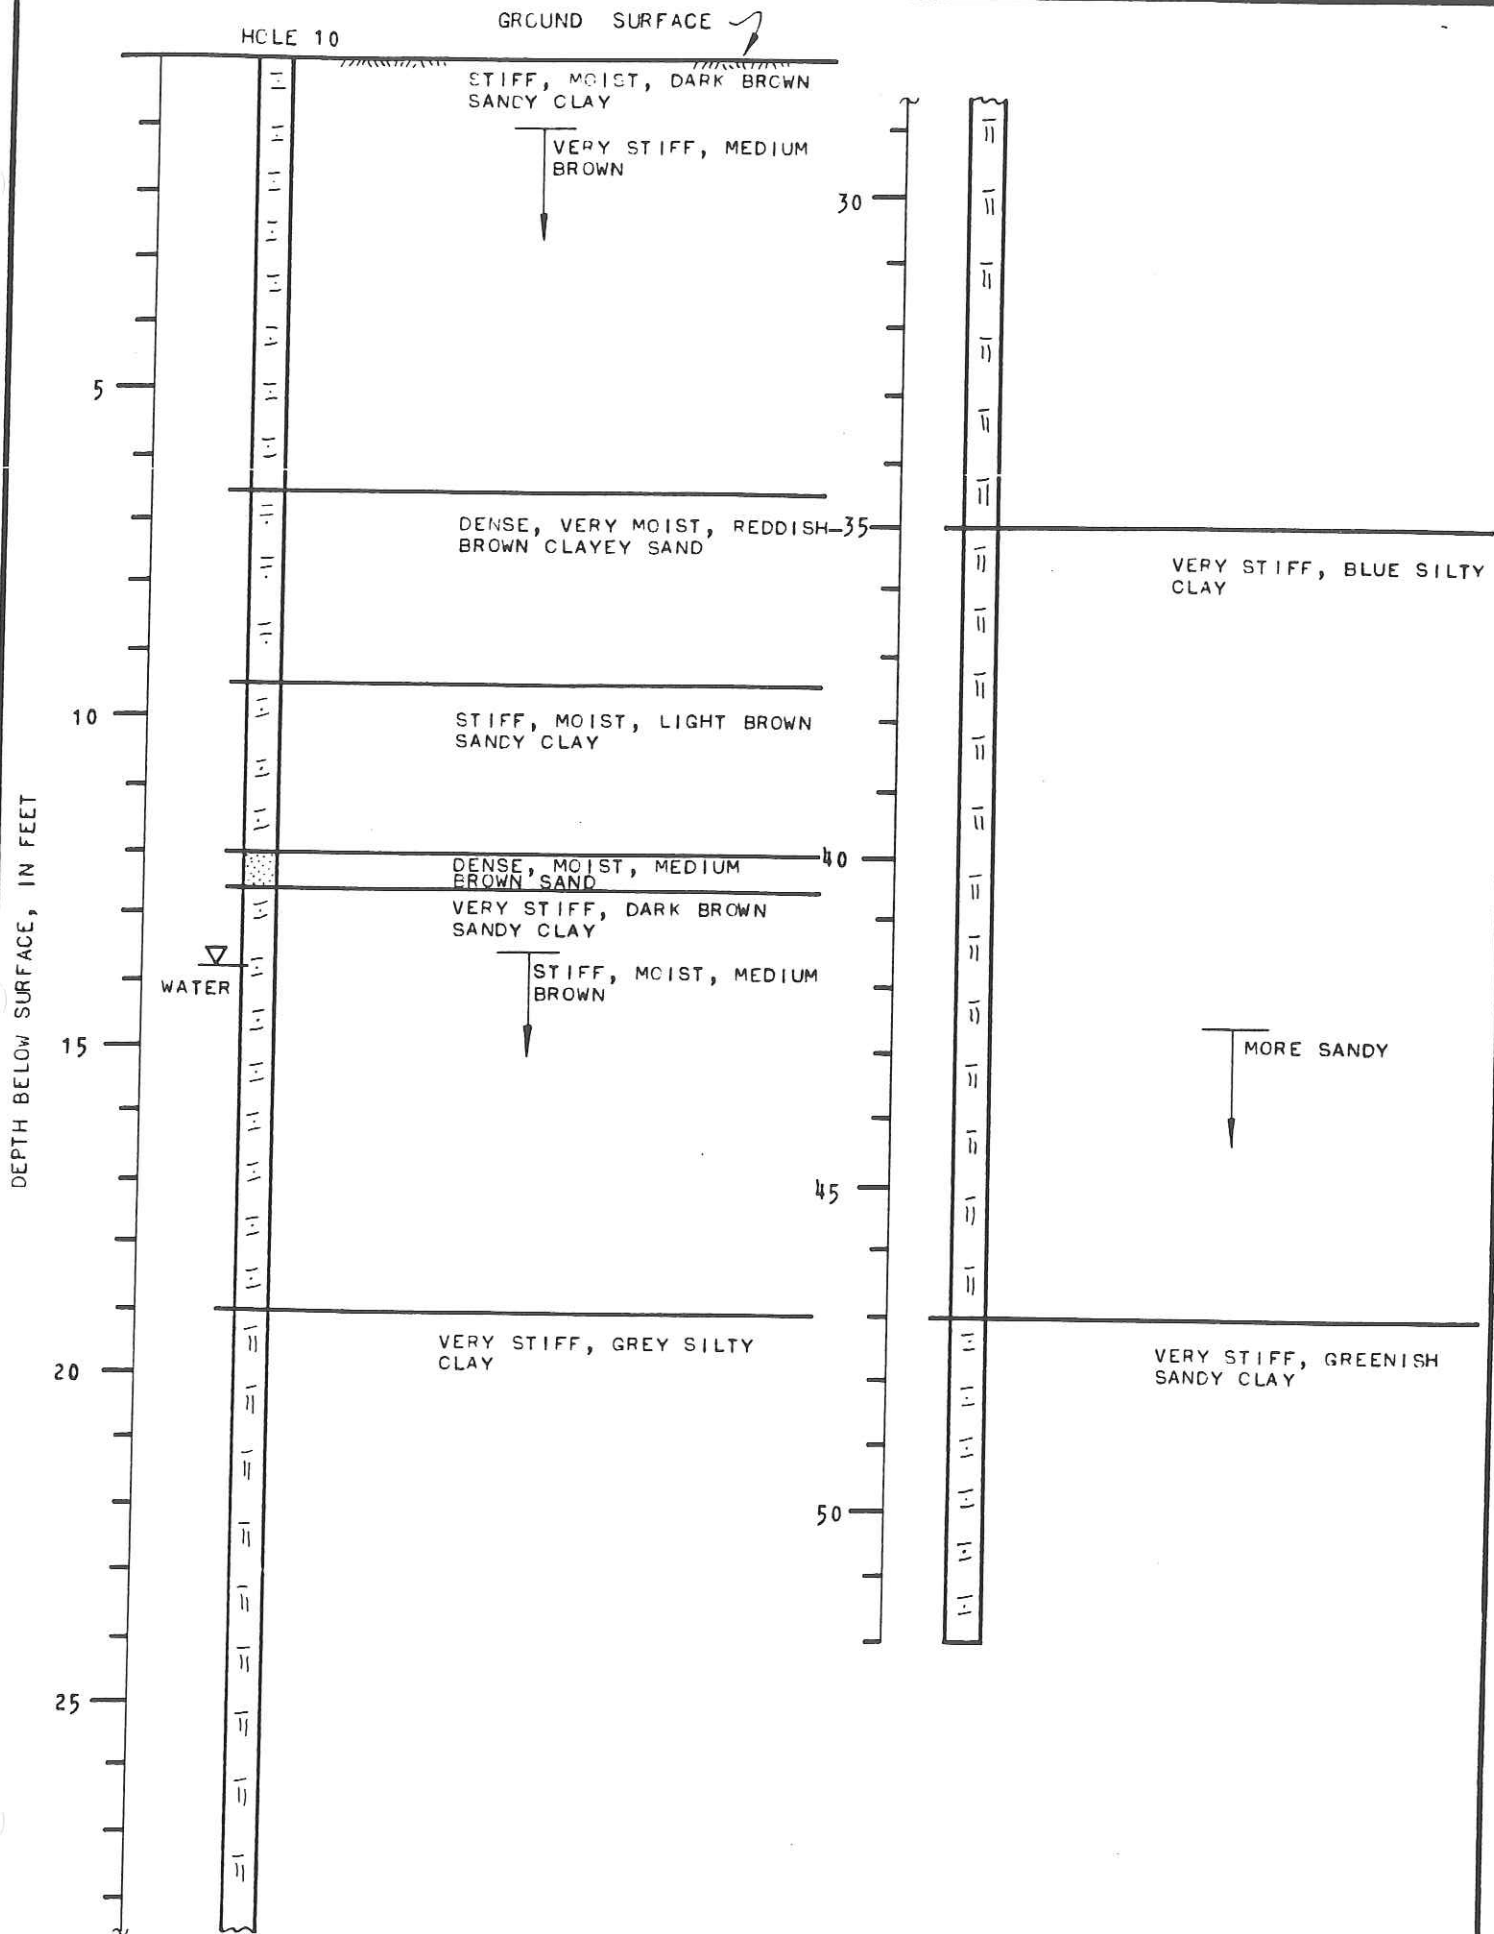 GROUND SURFACE
HOLE 10
STIFF, MOIST, DARK BROWN
SANDY CLAY
VERY STIFF, MEDIUM
BROWN
5
DENSE, VERY MOIST, REDDISH-
BROWN CLAYEY SAND
10
STIFF, MOIST, LIGHT BROWN
SANDY CLAY
DENSE, MOIST, MEDIUM
BROWN SAND
VERY STIFF, DARK BROWN
SANDY CLAY
WATER
STIFF, MOIST, MEDIUM
BROWN
15
DEPTH BELOW SURFACE, IN FEET
VERY STIFF, GREY SILTY
CLAY
20
25
30
35
VERY STIFF, BLUE SILTY
CLAY
40
MORE SANDY
45
VERY STIFF, GREENISH
SANDY CLAY
50